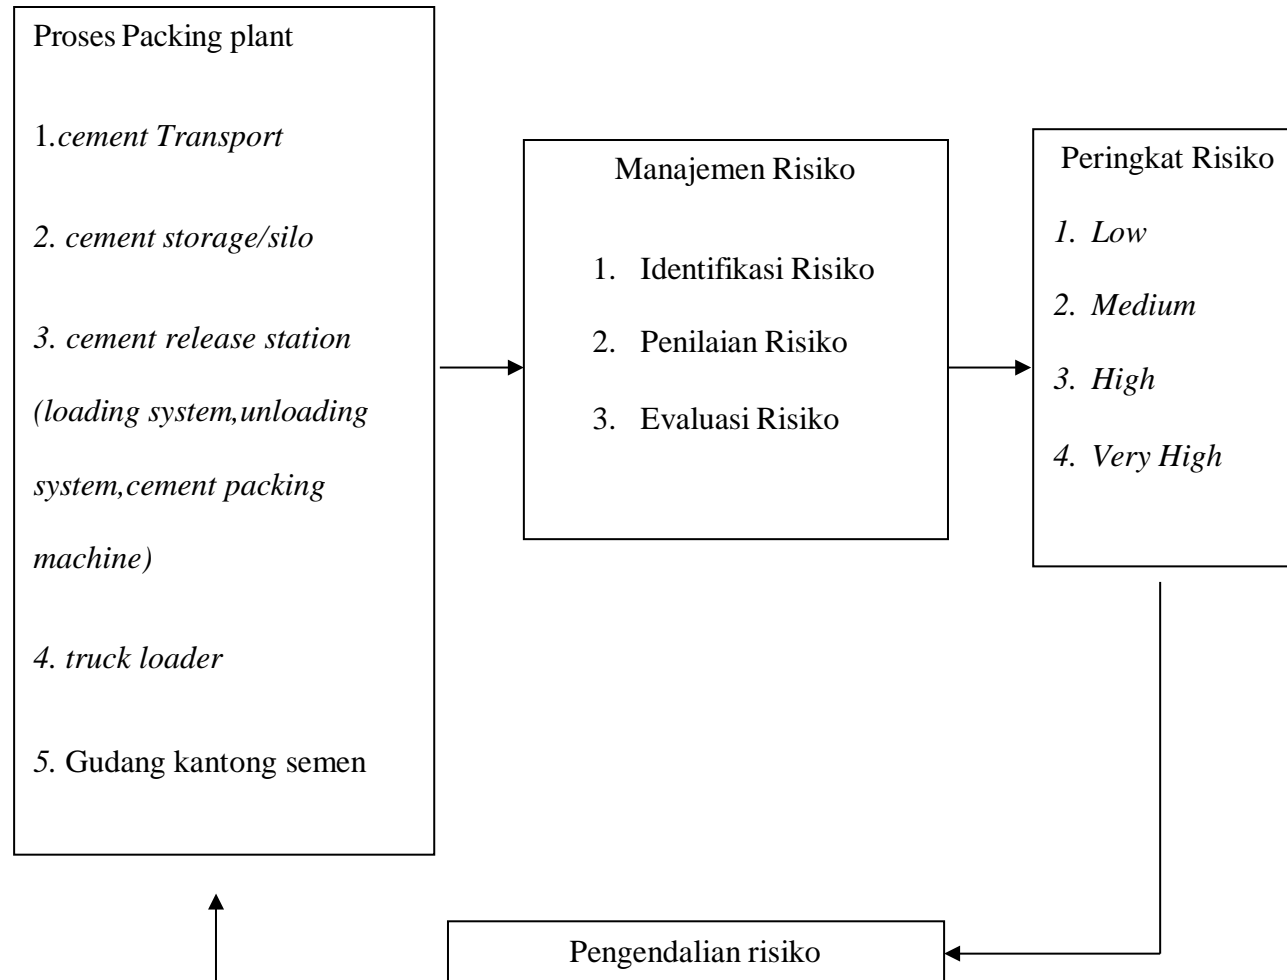 Proses Packing plant
1.cement Transport
2. cement storage/silo
3. cement release station
(loading system,unloading
system,cement packing
machine)
4. truck loader
5. Gudang kantong semen
Manajemen Risiko
1. Identifikasi Risiko
2. Penilaian Risiko
3. Evaluasi Risiko
Peringkat Risiko
1. Low
2. Medium
3. High
4. Very High
Pengendalian risiko